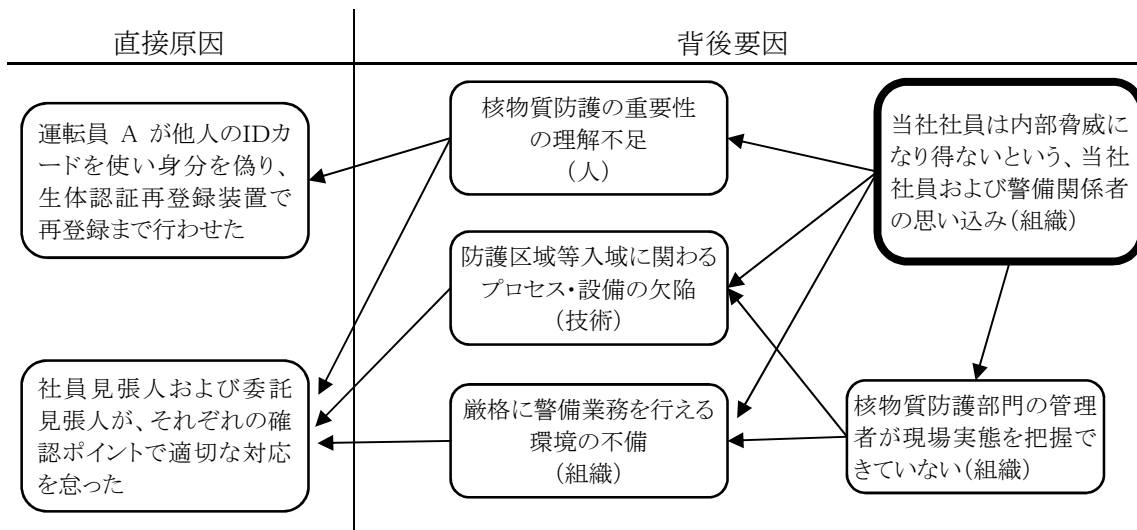 直接原因
背後要因
運転員 A が他人のIDカ
ードを使い身分を偽り、
生体認証再登録装置で
再登録まで行わせた
社員見張人および委託
見張人が、それぞれの確
認ポイントで適切な対応
を怠った
核物質防護の重要性
の理解不足
(人)
防護区域等入域に関わる
プロセス・設備の欠陥
(技術)
厳格に警備業務を行える
環境の不備
(組織)
当社社員は内部脅威に
なり得ないという、当社
社員および警備関係者
の思い込み(組織)
核物質防護部門の管理
者が現場実態を把握で
きていない(組織)